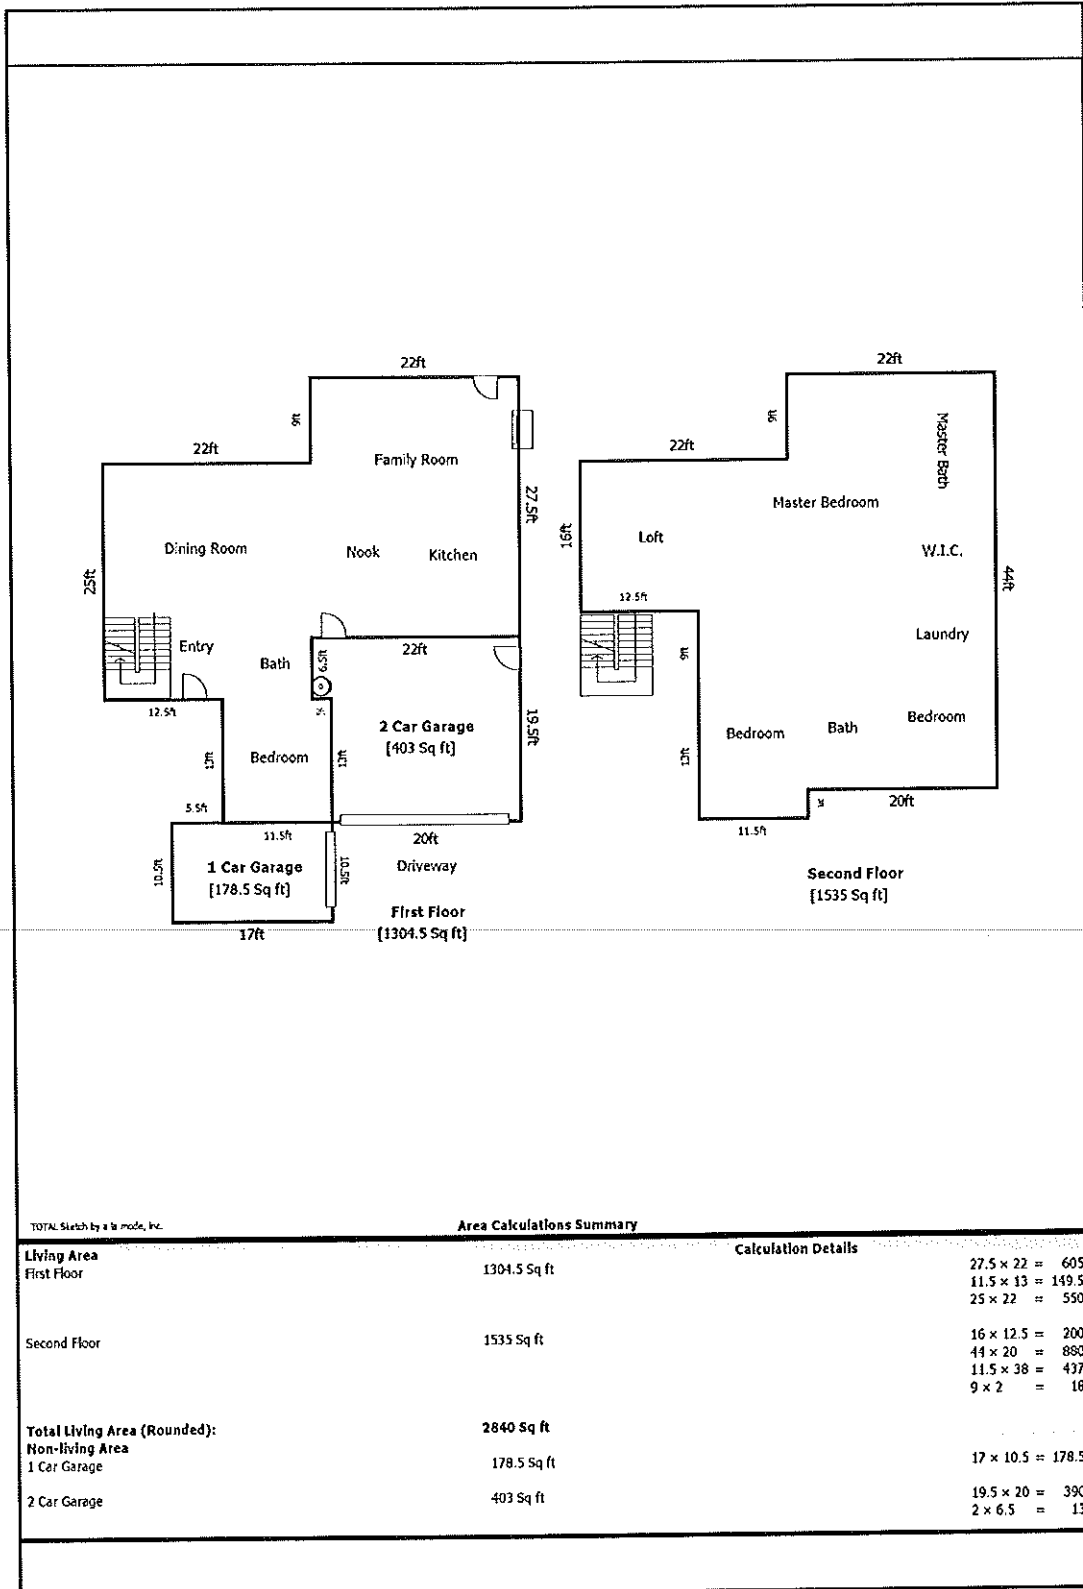 22ft
9ft
22ft
Family Room
27.5ft
Dining Room
Nook
Kitchen
25ft
Entry
Bath
6.5ft
22ft
12.5ft
2 Car Garage
[403 Sq ft]
19.5ft
13ft
Bedroom
13ft
5.5ft
11.5ft
20ft
10.5ft
1 Car Garage
[178.5 Sq ft]
10.5ft
Driveway
17ft
First Floor
[1304.5 Sq ft]
22ft
9ft
22ft
Master Bath
Master Bedroom
16ft
Loft
W.I.C.
44ft
12.5ft
9ft
Laundry
Bedroom
Bath
Bedroom
13ft
20ft
11.5ft
Second Floor
[1535 Sq ft]
TOTAL Sketch by a la mode, inc.
Area Calculations Summary
Living Area
Calculation Details
First Floor
1304.5 Sq ft
27.5 × 22 = 605
11.5 × 13 = 149.5
25 × 22 = 550
Second Floor
1535 Sq ft
16 × 12.5 = 200
44 × 20 = 880
11.5 × 38 = 437
9 × 2 = 18
Total Living Area (Rounded):
2840 Sq ft
Non-living Area
1 Car Garage
178.5 Sq ft
17 × 10.5 = 178.5
2 Car Garage
403 Sq ft
19.5 × 20 = 390
2 × 6.5 = 13